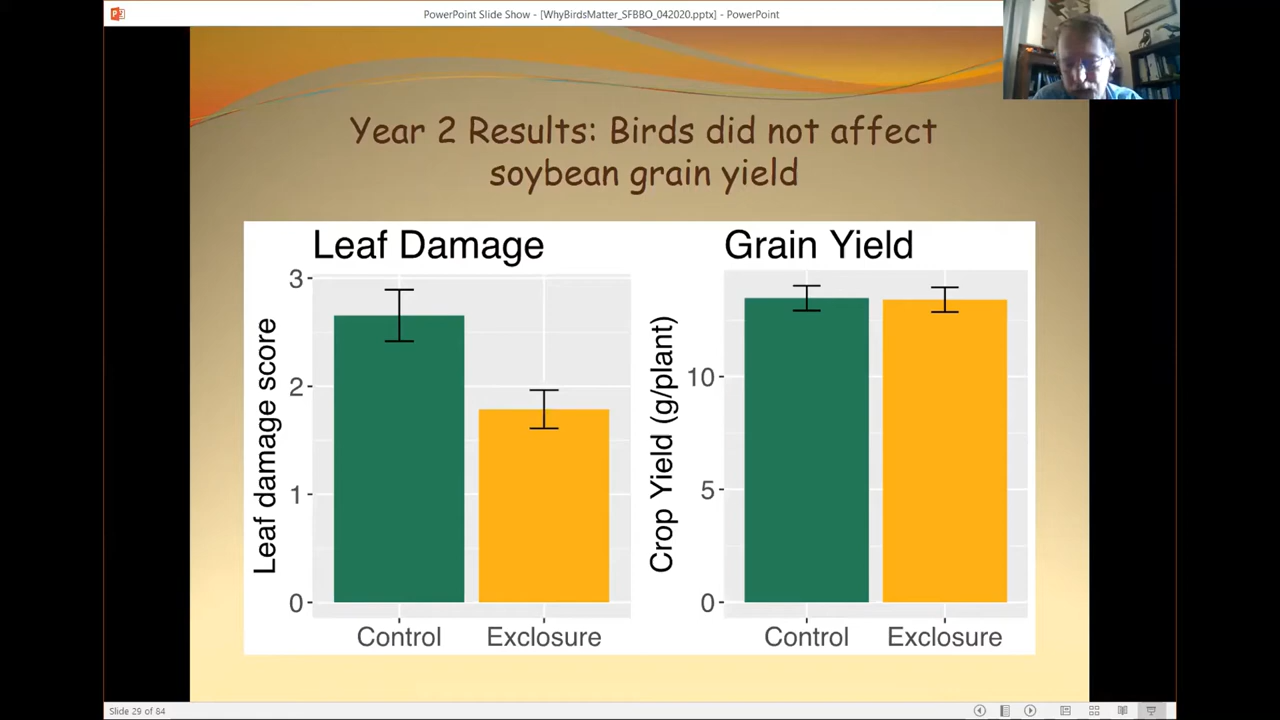 PowerPoint Slide Show - [WhyBirdsMatter_SFBBO_042020.pptx] - PowerPoint
Year 2 Results: Birds did not affect
soybean grain yield
Leaf Damage
Leaf damage score
3
2
1
0
Control
Exclosure
Grain Yield
Crop Yield (g/plant)
10
5
0
Control
Exclosure
Slide 29 of 84